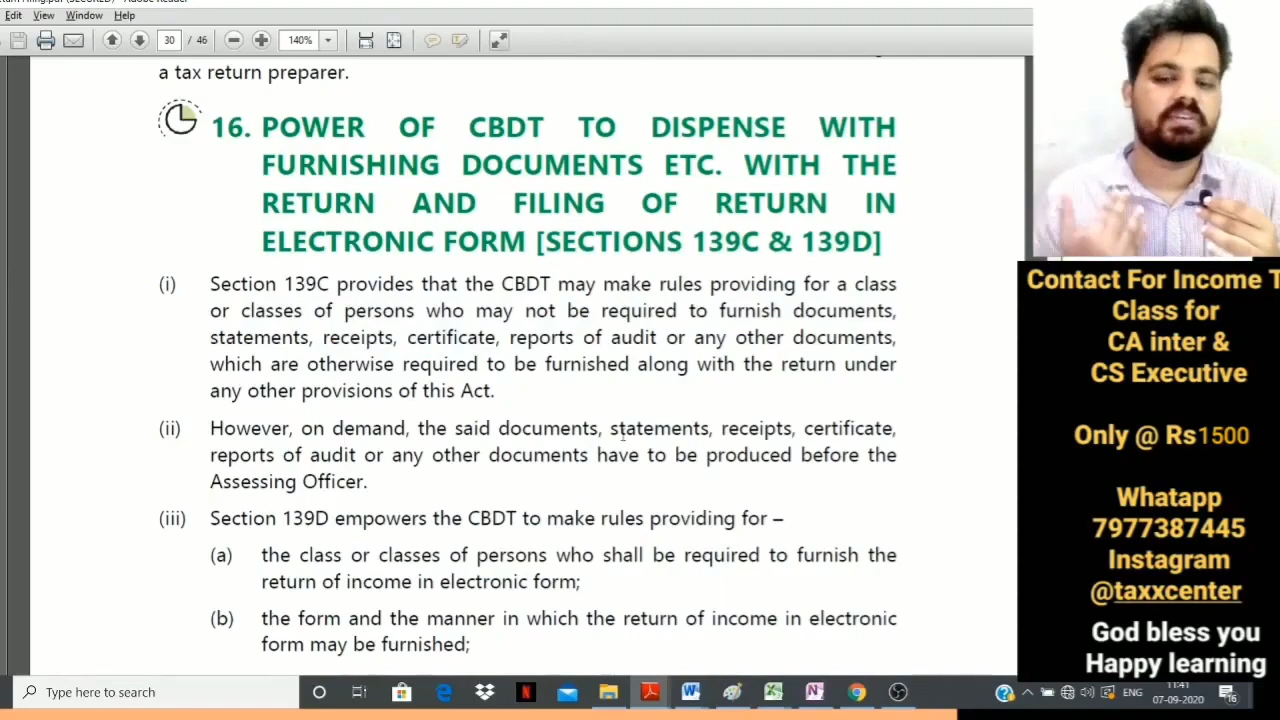 Return Filing.pdf (SECURED) - Adobe Reader
Edit View Window Help
30 / 46 140%
a tax return preparer.
16. POWER OF CBDT TO DISPENSE WITH
FURNISHING DOCUMENTS ETC. WITH THE
RETURN AND FILING OF RETURN IN
ELECTRONIC FORM [SECTIONS 139C & 139D]
(i) Section 139C provides that the CBDT may make rules providing for a class
or classes of persons who may not be required to furnish documents,
statements, receipts, certificate, reports of audit or any other documents,
which are otherwise required to be furnished along with the return under
any other provisions of this Act.
(ii) However, on demand, the said documents, statements, receipts, certificate,
reports of audit or any other documents have to be produced before the
Assessing Officer.
(iii) Section 139D empowers the CBDT to make rules providing for –
(a) the class or classes of persons who shall be required to furnish the
return of income in electronic form;
(b) the form and the manner in which the return of income in electronic
form may be furnished;
Contact For Income T
Class for
CA inter &
CS Executive
Only @ Rs1500
Whatapp
7977387445
Instagram
@taxxcenter
God bless you
Happy learning
Type here to search
ENG
11:41
07-09-2020
16